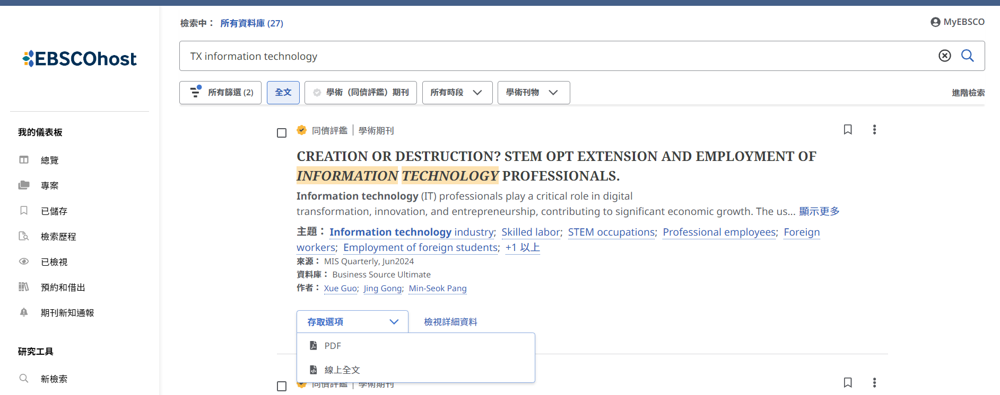 檢索中： 所有資料庫 (27)
MyEBSCO
EBSCOhost
TX information technology
所有篩選 (2)
全文
學術（同儕評鑑）期刊
所有時段
學術刊物
進階檢索
我的儀表板
總覽
專案
已儲存
檢索歷程
已檢視
預約和借出
期刊新知通報
研究工具
新檢索
同儕評鑑 | 學術期刊
CREATION OR DESTRUCTION? STEM OPT EXTENSION AND EMPLOYMENT OF
INFORMATION TECHNOLOGY PROFESSIONALS.
Information technology (IT) professionals play a critical role in digital
transformation, innovation, and entrepreneurship, contributing to significant economic growth. The us... 顯示更多
主題： Information technology industry; Skilled labor; STEM occupations; Professional employees; Foreign
workers; Employment of foreign students; +1 以上
來源： MIS Quarterly, Jun2024
資料庫： Business Source Ultimate
作者： Xue Guo; Jing Gong; Min-Seok Pang
存取選項
檢視詳細資料
PDF
線上全文
同儕評鑑 | 學術期刊